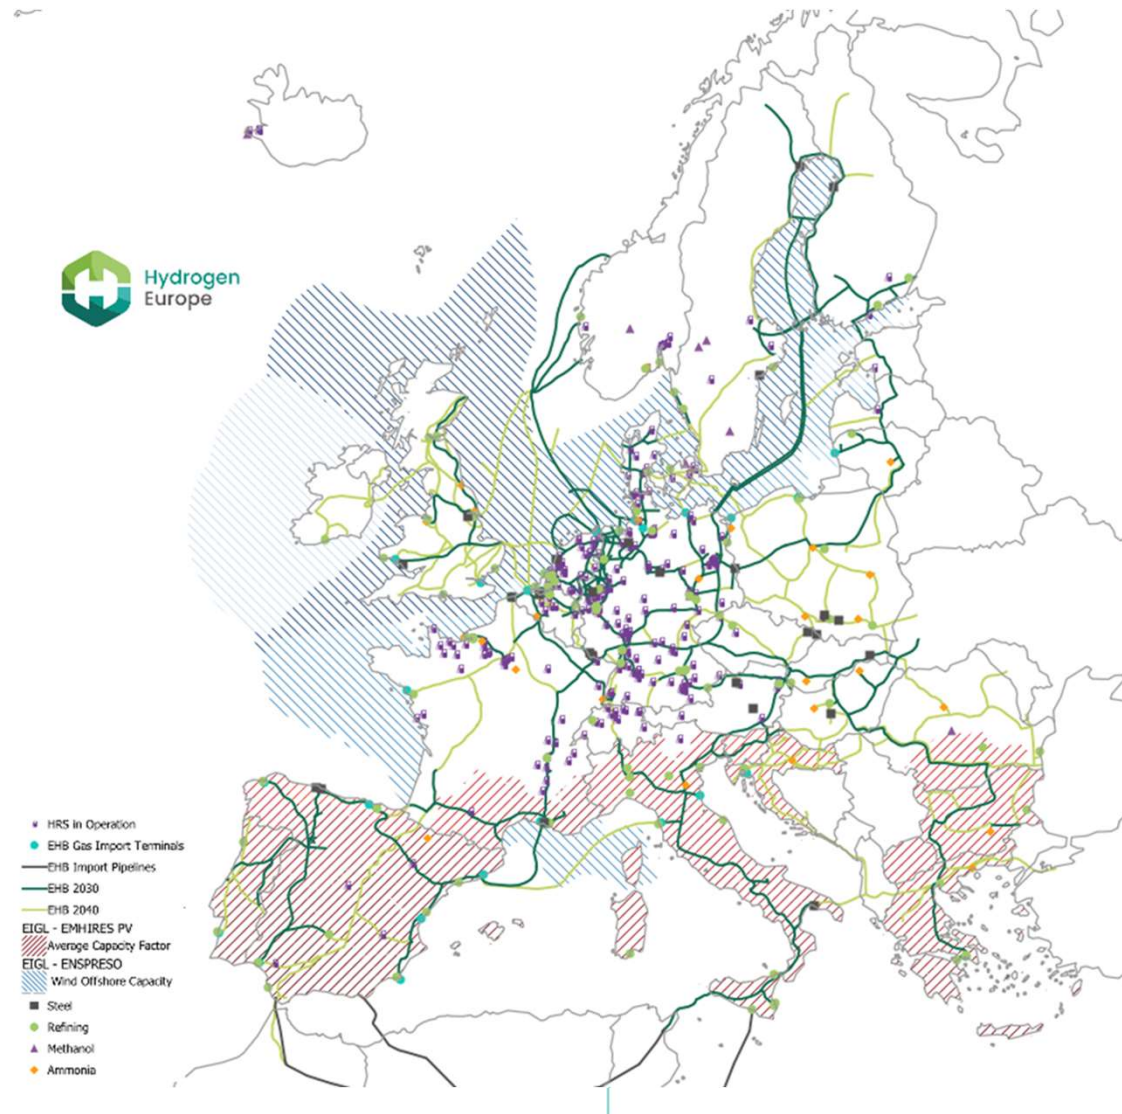 Hydrogen
Europe
HRS in Operation
EHB Gas Import Terminals
EHB Import Pipelines
EHB 2030
EHB 2040
EIGL - EMHIRES PV
Average Capacity Factor
EIGL - ENSPRESO
Wind Offshore Capacity
Steel
Refining
Methanol
Ammonia